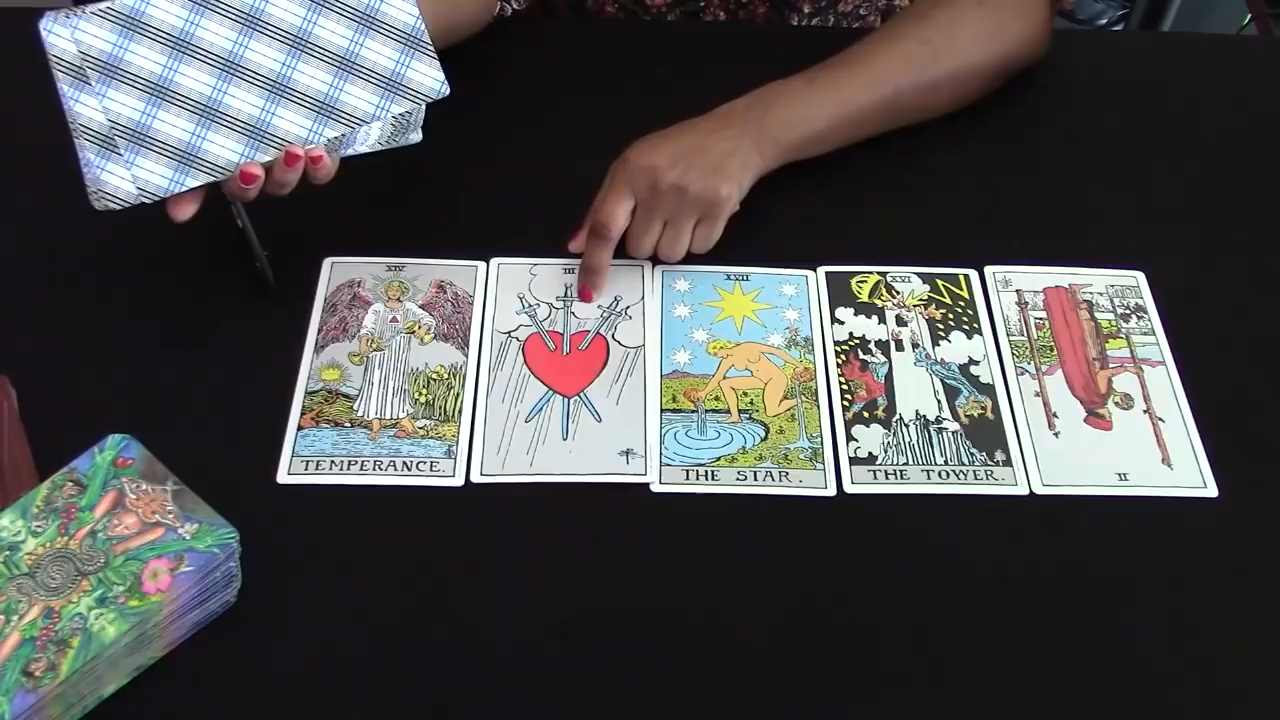 XIV
TEMPERANCE.
III
XVII
THE STAR.
XVI
THE TOWER.
II